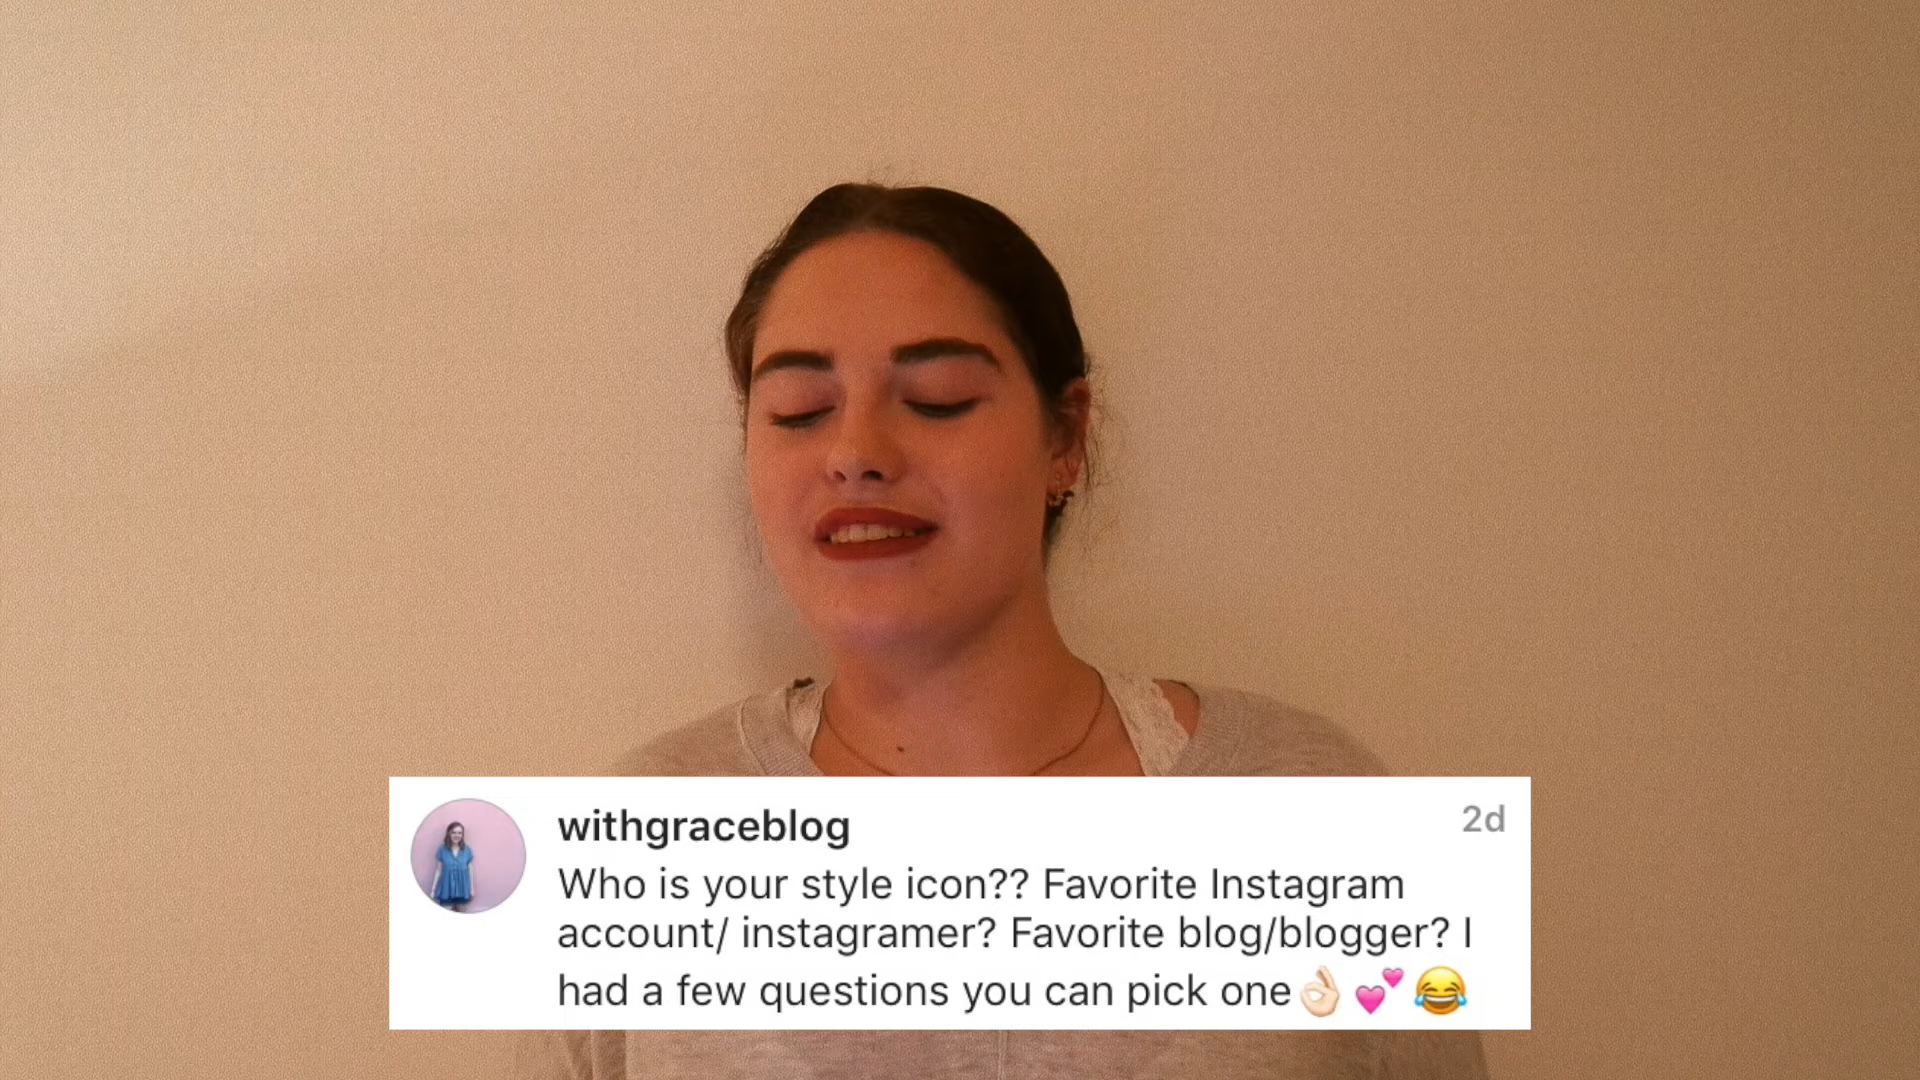 withgraceblog
2d
Who is your style icon?? Favorite Instagram
account/ instagramer? Favorite blog/blogger? I
had a few questions you can pick one👌🏻💕😂